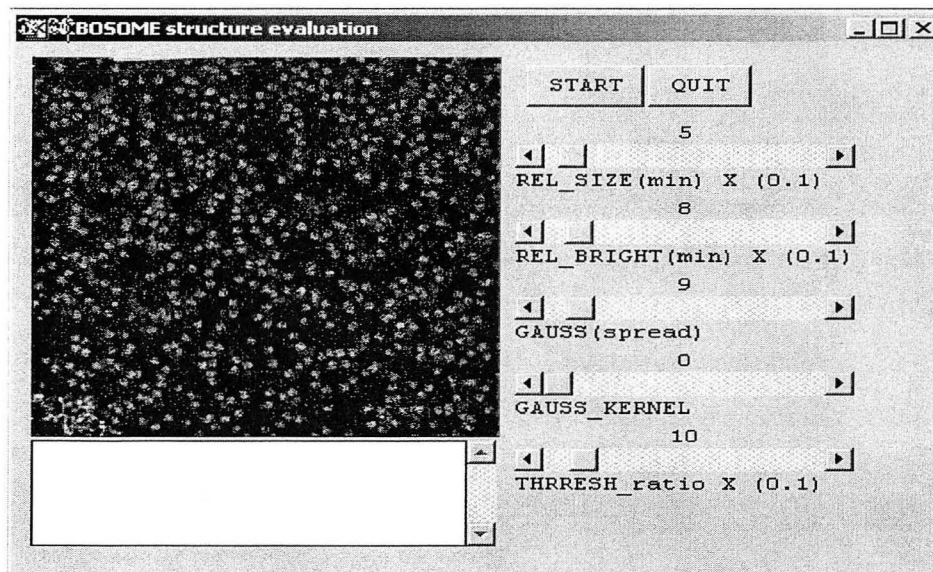 BOSOME structure evaluation
START QUIT
5
REL_SIZE(min) X (0.1)
8
REL_BRIGHT(min) X (0.1)
9
GAUSS(spread)
0
GAUSS_KERNEL
10
THRRESH_ratio X (0.1)